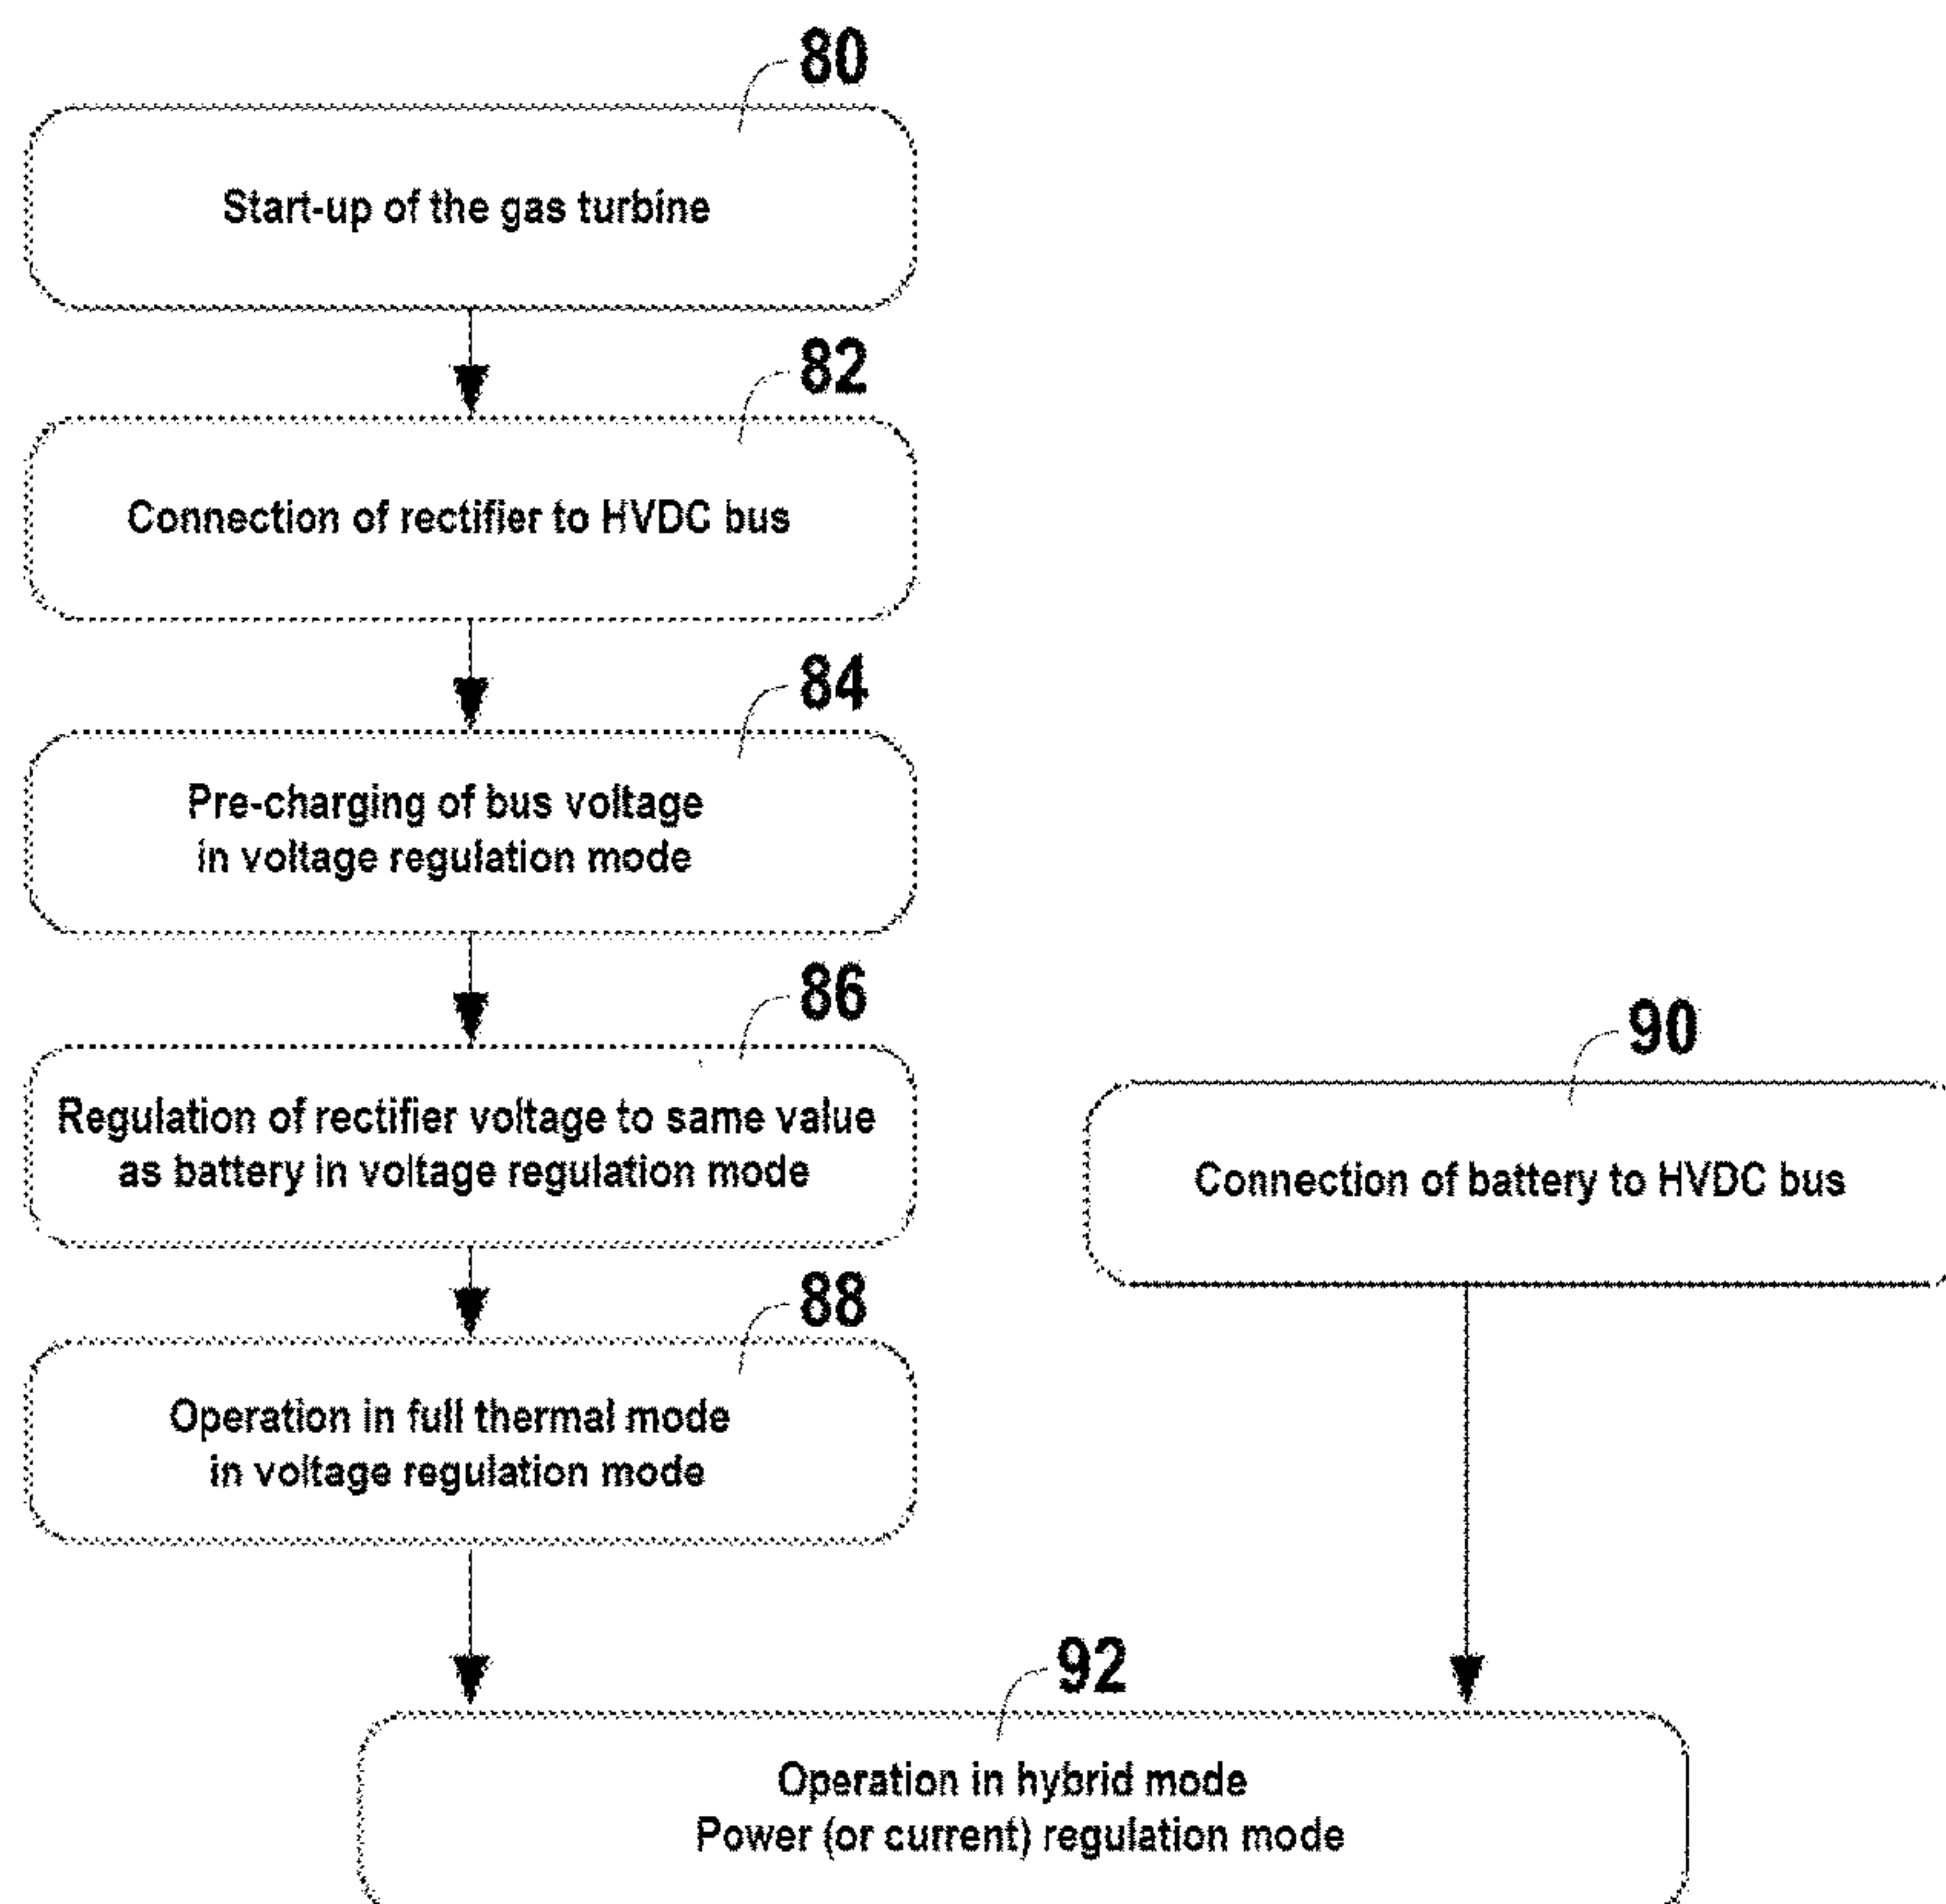 80
Start-up of the gas turbine
82
Connection of rectifier to HVDC bus
84
Pre-charging of bus voltage
in voltage regulation mode
86
Regulation of rectifier voltage to same value
as battery in voltage regulation mode
88
Operation in full thermal mode
in voltage regulation mode
90
Connection of battery to HVDC bus
92
Operation in hybrid mode
Power (or current) regulation mode